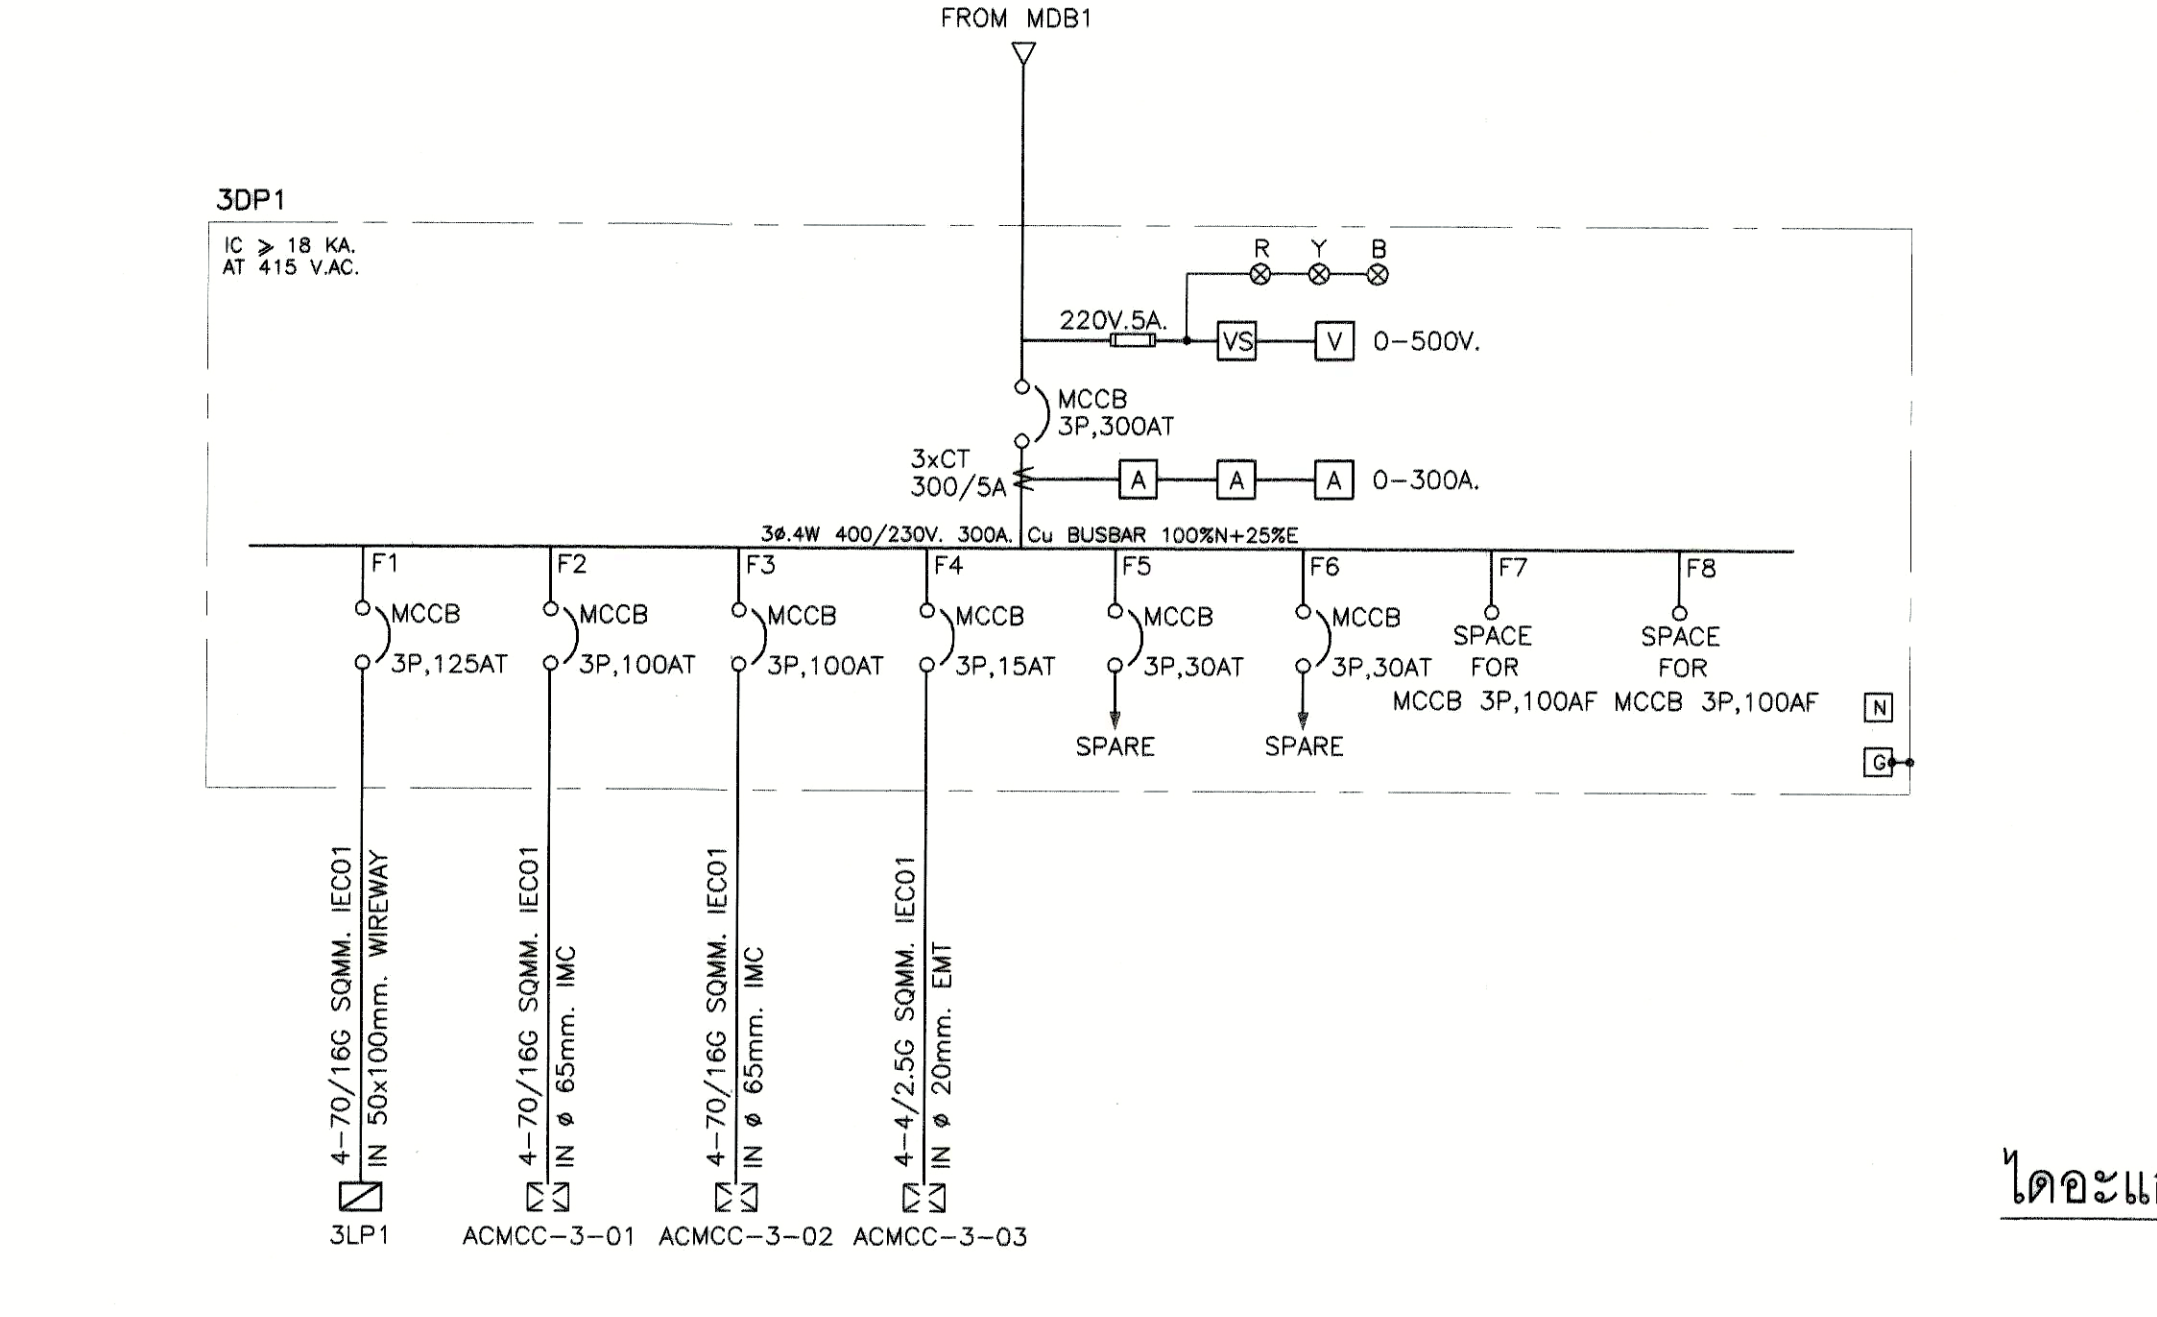 FROM MDB1
3DP1
IC ⩾ 18 KA.
AT 415 V.AC.
R Y B
220V.5A.
VS V 0-500V.
MCCB
3P,300AT
3xCT
300/5A
A A A 0-300A.
3ø.4W 400/230V. 300A. Cu BUSBAR 100%N+25%E
F1 F2 F3 F4 F5 F6 F7 F8
MCCB MCCB MCCB MCCB MCCB MCCB
3P,125AT 3P,100AT 3P,100AT 3P,15AT 3P,30AT 3P,30AT
SPACE SPACE
FOR FOR
MCCB 3P,100AF MCCB 3P,100AF
N
SPARE SPARE
G
4-70/16G SQMM. IEC01
IN 50x100mm. WIREWAY
4-70/16G SQMM. IEC01
IN ø 65mm. IMC
4-70/16G SQMM. IEC01
IN ø 65mm. IMC
4-4/2.5G SQMM. IEC01
IN ø 20mm. EMT
3LP1 ACMCC-3-01 ACMCC-3-02 ACMCC-3-03